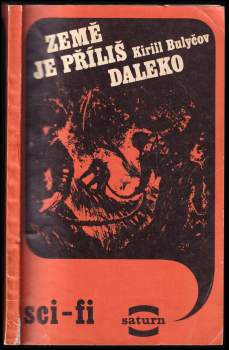 ZEMĚ
JE PŘÍLIŠ Kirill Bulyčov
DALEKO
sci-fi
saturn